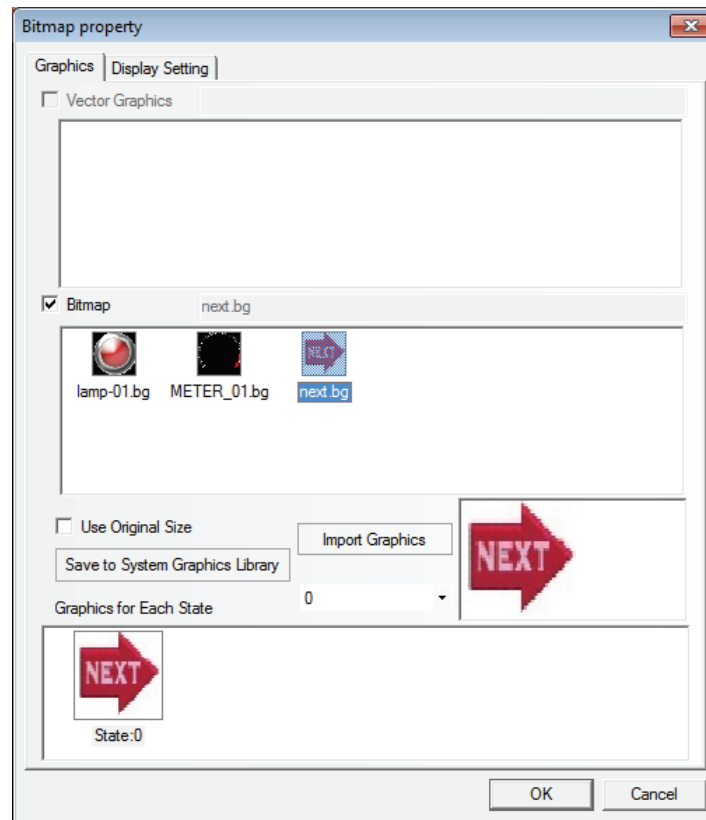 Bitmap property
Graphics Display Setting
Vector Graphics
Bitmap next.bg
NEXT
lamp-01.bg METER_01.bg next.bg
Use Original Size
Import Graphics
NEXT
Save to System Graphics Library
0
Graphics for Each State
NEXT
State:0
OK Cancel